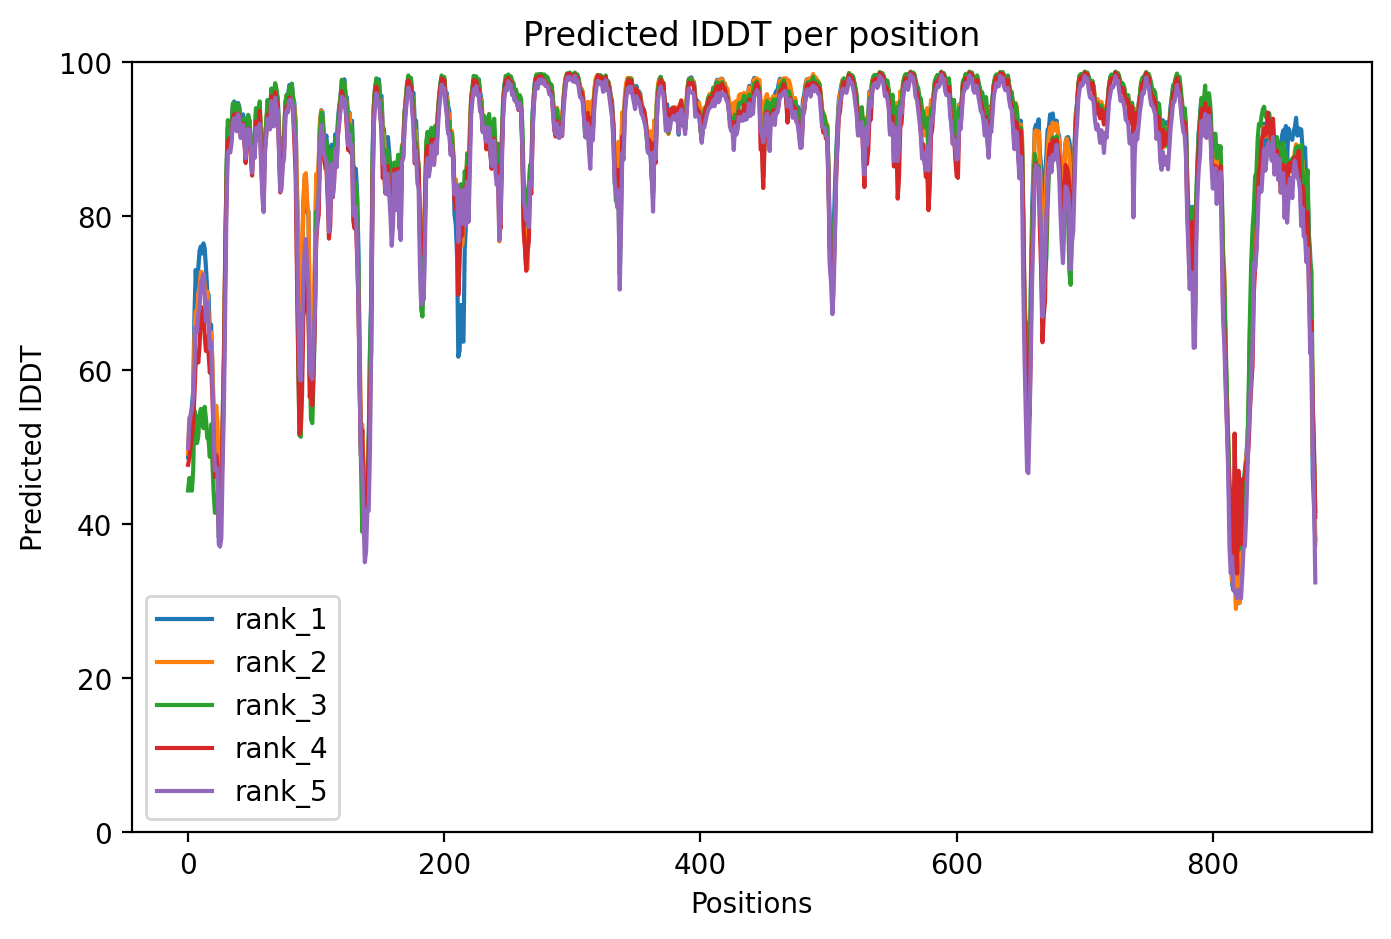 Predicted lDDT per position
100
80
60
40
20
0
Predicted lDDT
rank_1
rank_2
rank_3
rank_4
rank_5
0 200 400 600 800
Positions